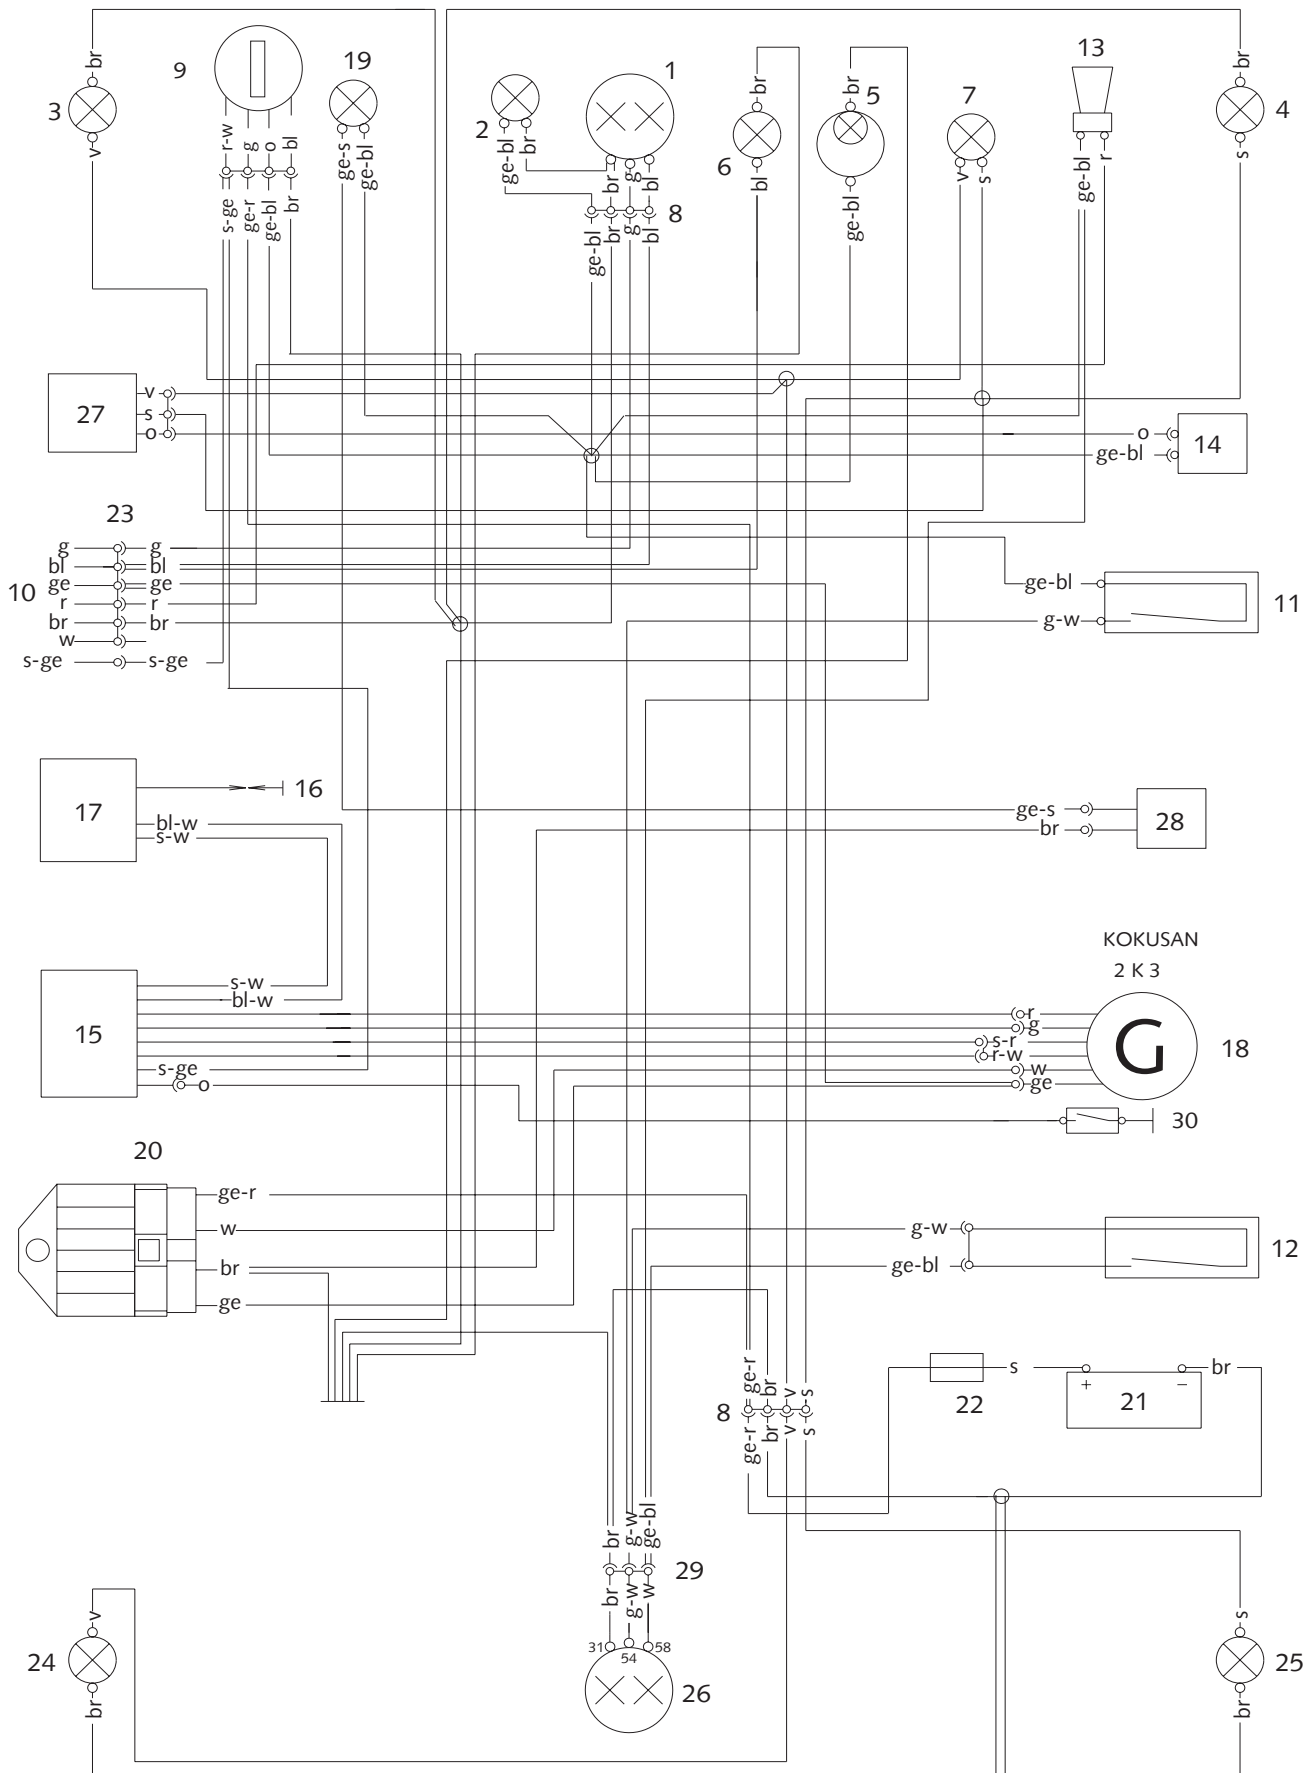 br
9
19
13
br
1
br
br
br
5
7
3
2
6
4
r-w
g
o
bl
ge-bl
br
v
ge-s
ge-bl
br
g
bl
bl
ge-bl
v
s
ge-bl
r
s
s-ge
ge-r
ge-bl
br
8
ge-bl
br
g
bl
27
v
s
o
o
14
ge-bl
23
g
g
bl
bl
10
ge
ge
r
r
br
br
w
s-ge
s-ge
ge-bl
11
g-w
17
16
bl-w
s-w
ge-s
br
28
KOKUSAN
2 K 3
s-w
bl-w
15
r
g
s-r
r-w
w
ge
G
18
s-ge
o
30
20
ge-r
w
br
ge
g-w
ge-bl
12
ge-r
br
v
s
s
br
+
−
22
21
8
ge-r
br
v
s
br
g-w
ge-bl
29
br
g-w
w
v
s
31
54
58
24
26
25
br
br